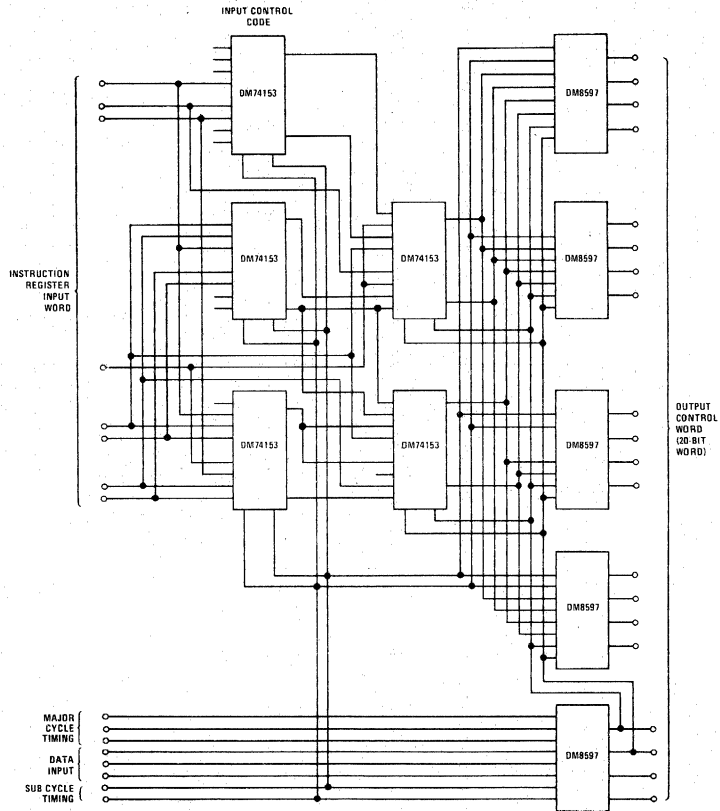 INPUT CONTROL
CODE
DM74153
DM8597
INSTRUCTION
REGISTER
INPUT
WORD
DM74153
DM74153
DM8597
DM74153
DM74153
DM8597
OUTPUT
CONTROL
WORD
(20-BIT
WORD)
DM8597
MAJOR
CYCLE
TIMING
DATA
INPUT
SUB CYCLE
TIMING
DM8597